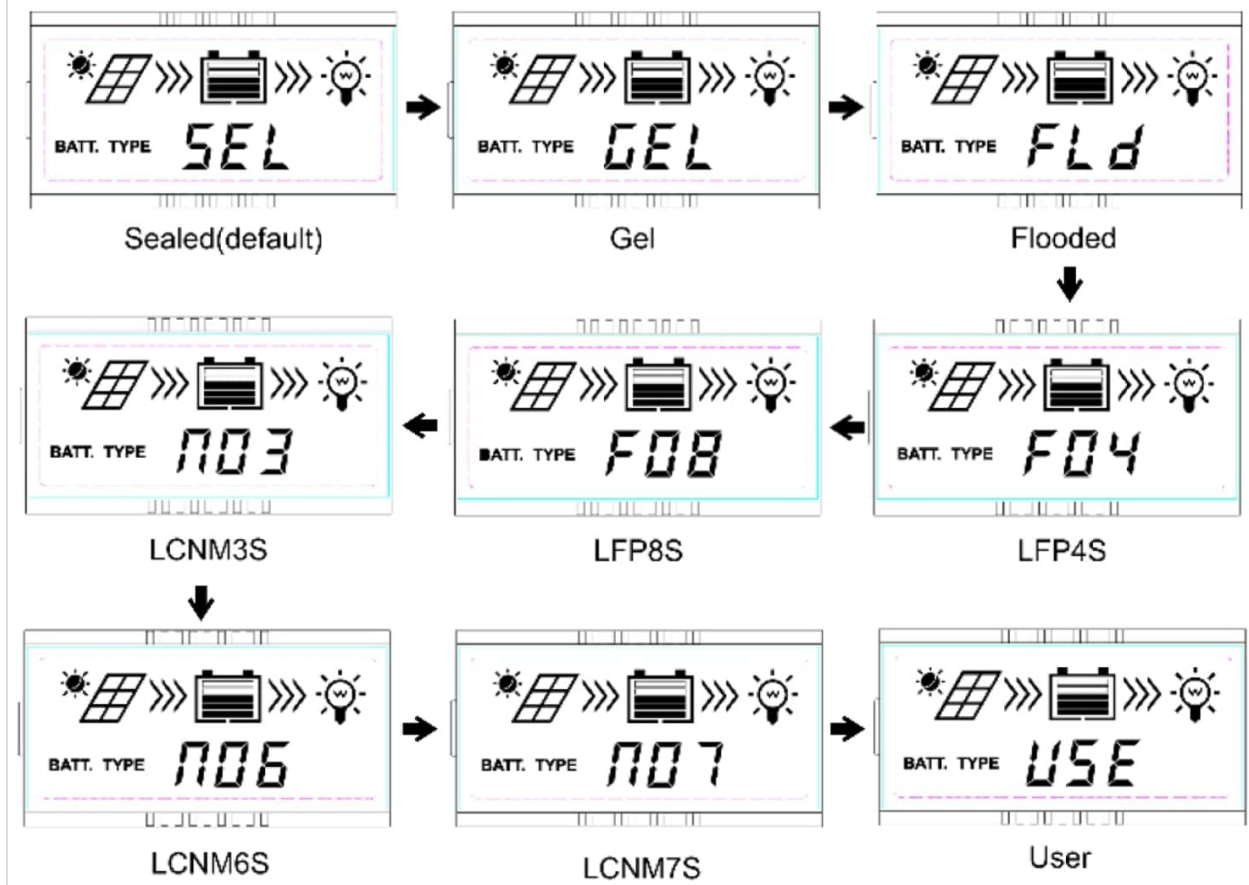 BATT. TYPE SEL
Sealed(default)
BATT. TYPE GEL
Gel
BATT. TYPE FLd
Flooded
BATT. TYPE n03
LCNM3S
BATT. TYPE F08
LFP8S
BATT. TYPE F04
LFP4S
BATT. TYPE n06
LCNM6S
BATT. TYPE n07
LCNM7S
BATT. TYPE USE
User